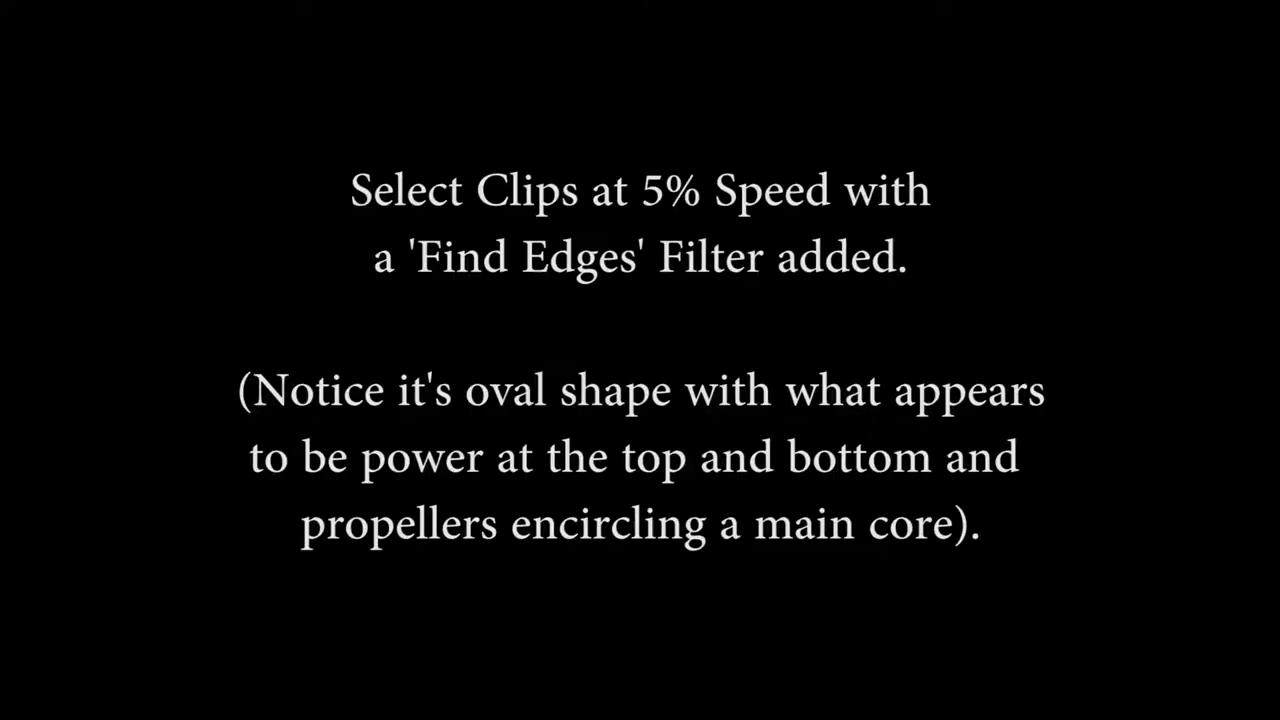 Select Clips at 5% Speed with
a 'Find Edges' Filter added.
(Notice it's oval shape with what appears
to be power at the top and bottom and
propellers encircling a main core).